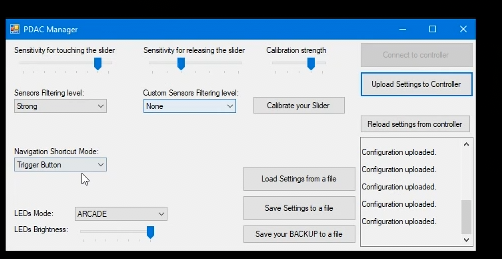 PDAC Manager
Sensitivity for touching the slider
Sensitivity for releasing the slider
Calibration strength
Connect to controller
Upload Settings to Controller
Sensors Filtering level:
Strong
Custom Sensors Filtering level:
None
Calibrate your Slider
Reload settings from controller
Navigation Shortcut Mode:
Trigger Button
Configuration uploaded.
Configuration uploaded.
Configuration uploaded.
Configuration uploaded.
Configuration uploaded.
Load Settings from a file
LEDs Mode:
ARCADE
Save Settings to a file
LEDs Brightness:
Save your BACKUP to a file